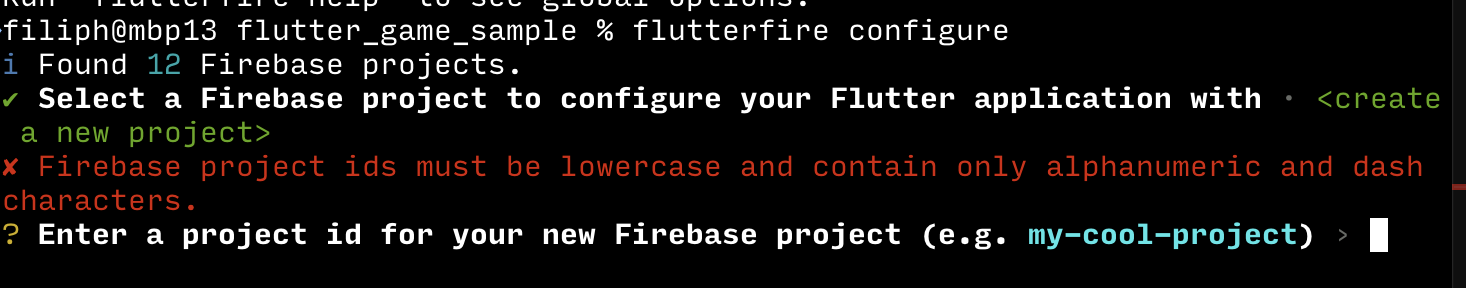 Run `flutterfire help` to see global options.
filiph@mbp13 flutter_game_sample % flutterfire configure
i Found 12 Firebase projects.
✔ Select a Firebase project to configure your Flutter application with · <create
 a new project>
✘ Firebase project ids must be lowercase and contain only alphanumeric and dash
characters.
? Enter a project id for your new Firebase project (e.g. my-cool-project) ›